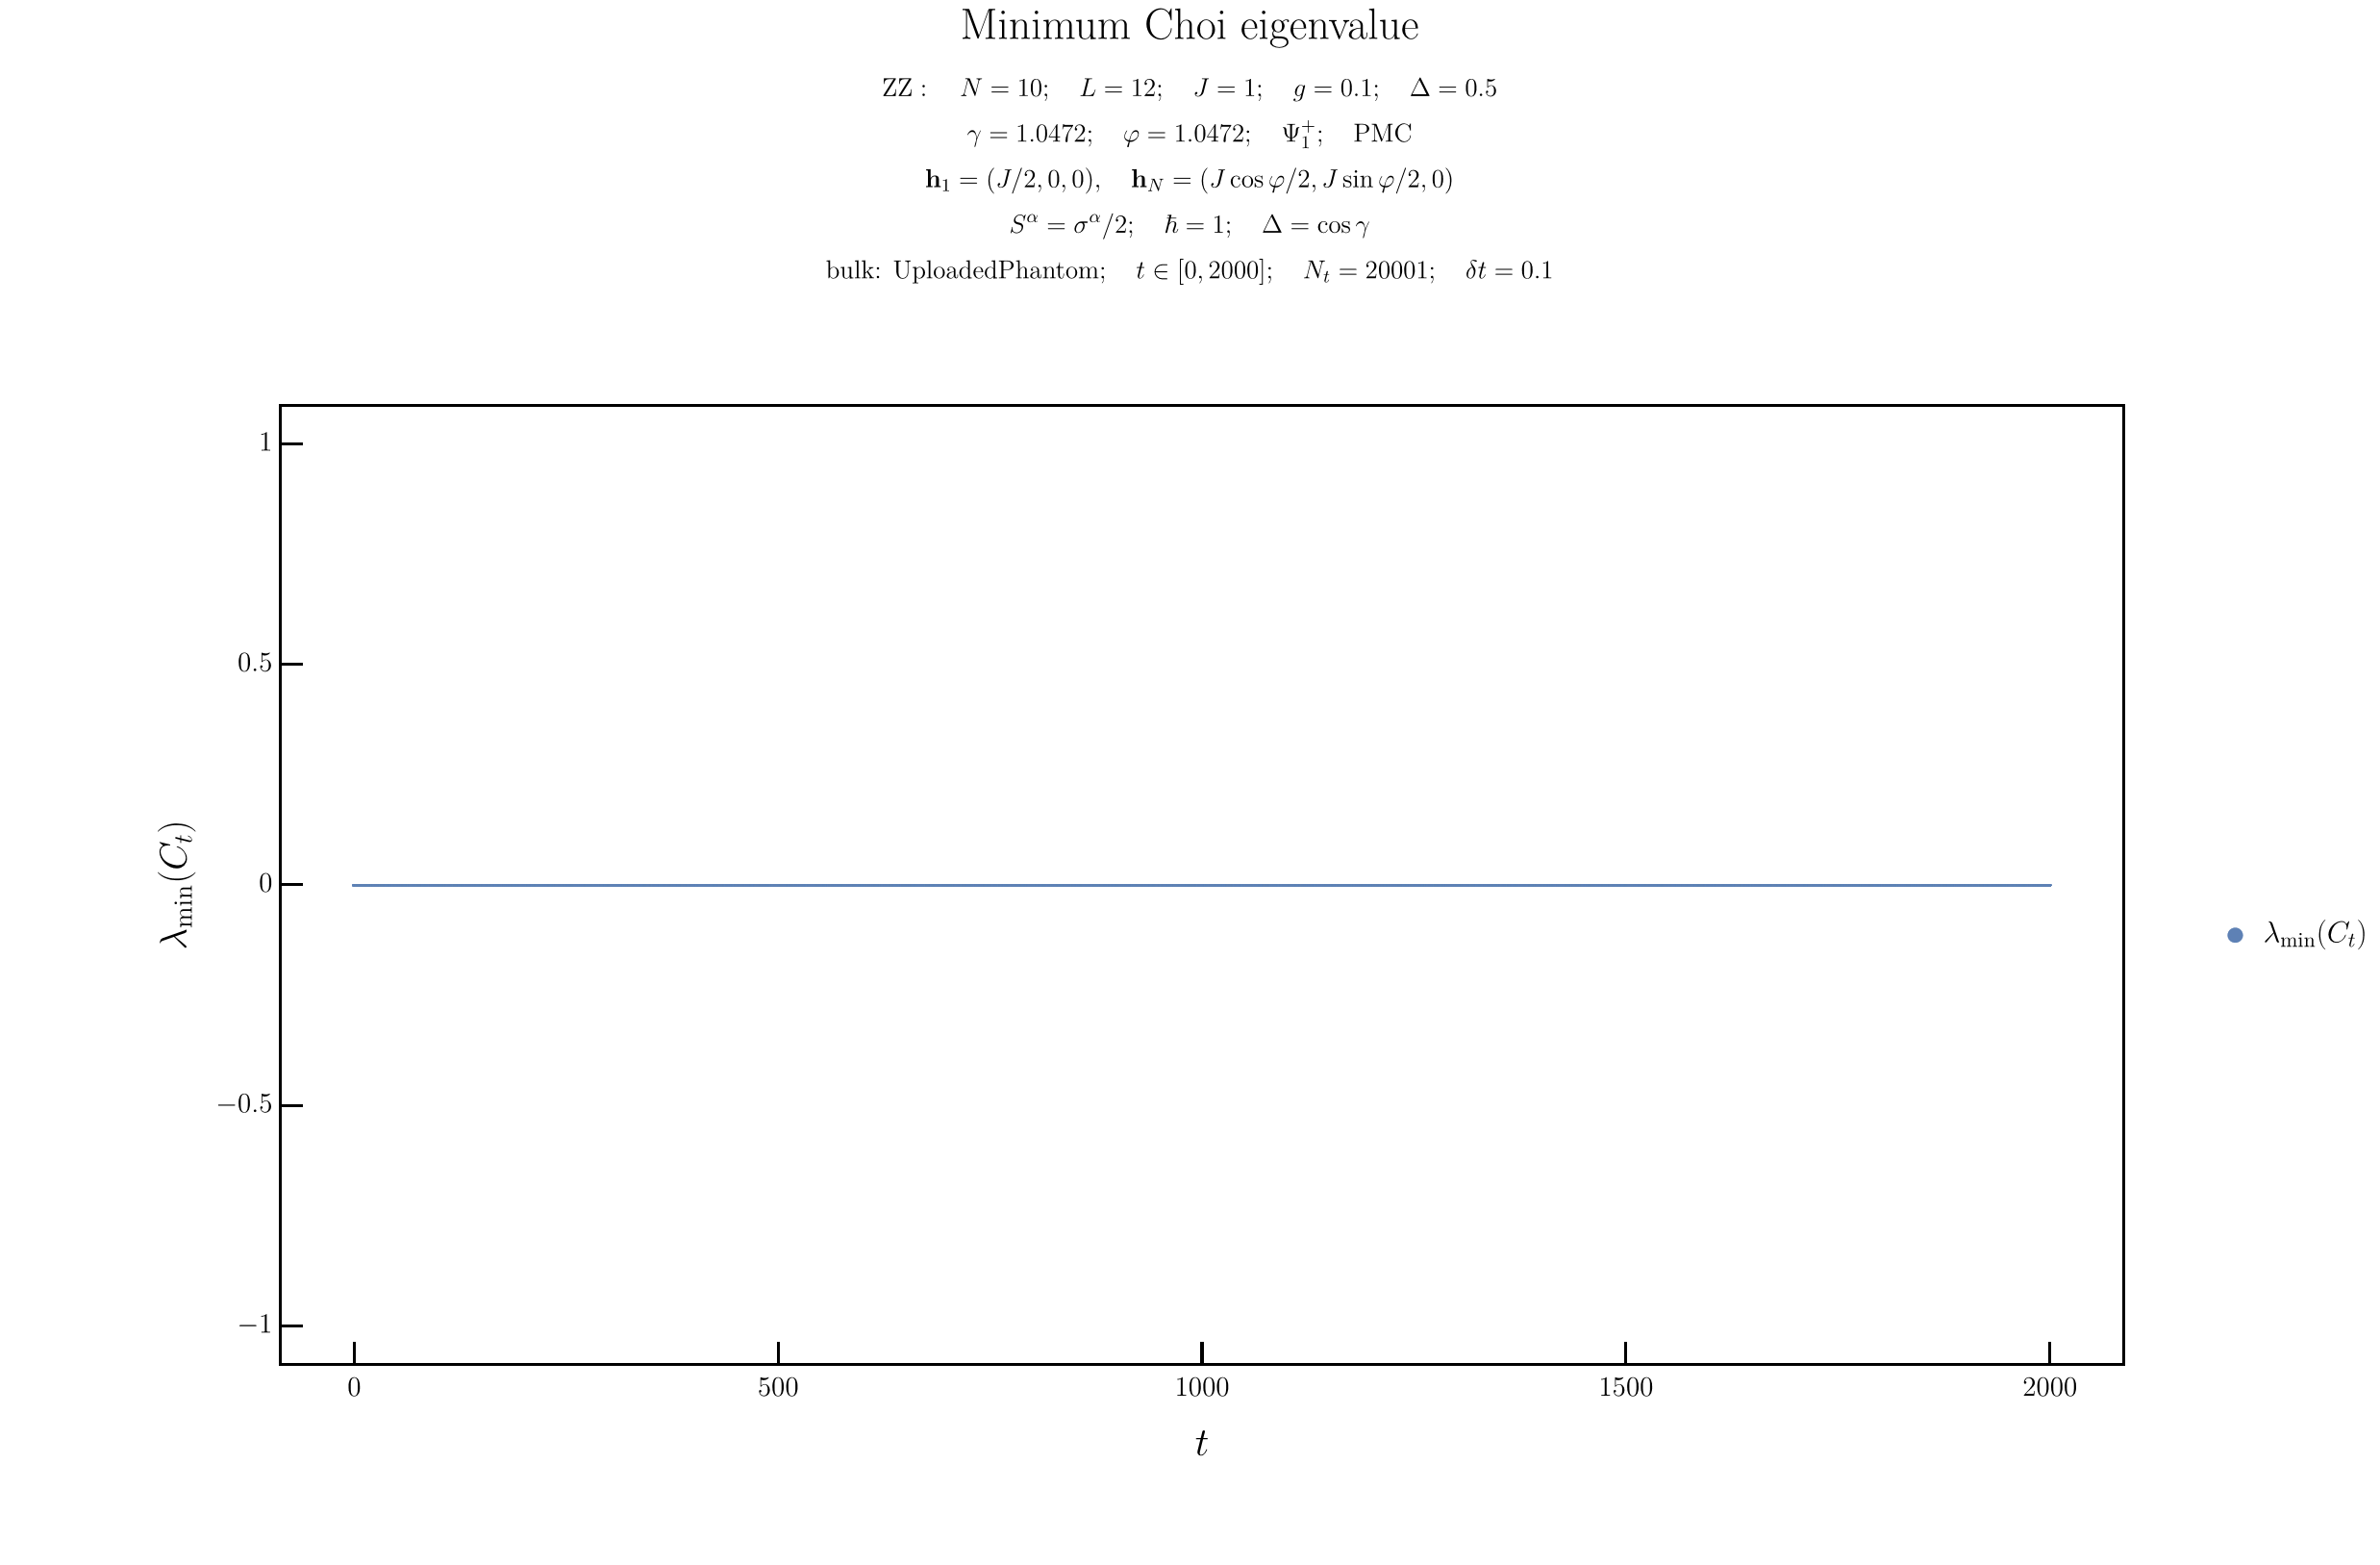 Minimum Choi eigenvalue
ZZ : N = 10; L = 12; J = 1; g = 0.1; Δ = 0.5
γ = 1.0472; φ = 1.0472; Ψ₁⁺; PMC
h₁ = (J/2, 0, 0), h_N = (J cos φ/2, J sin φ/2, 0)
S^α = σ^α/2; ℏ = 1; Δ = cos γ
bulk: UploadedPhantom; t ∈ [0, 2000]; N_t = 20001; δt = 0.1
1
0.5
0
−0.5
−1
λ_min(C_t)
λ_min(C_t)
0 500 1000 1500 2000
t